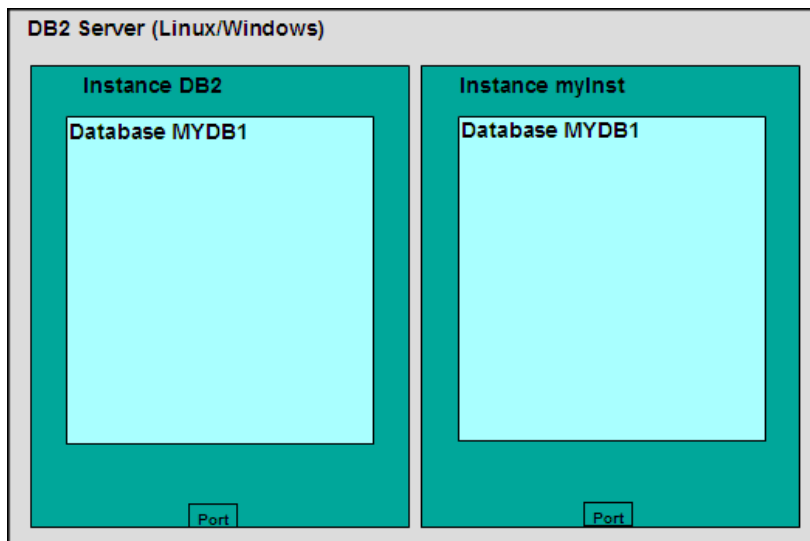 DB2 Server (Linux/Windows)
Instance DB2
Database MYDB1
Port
Instance myInst
Database MYDB1
Port